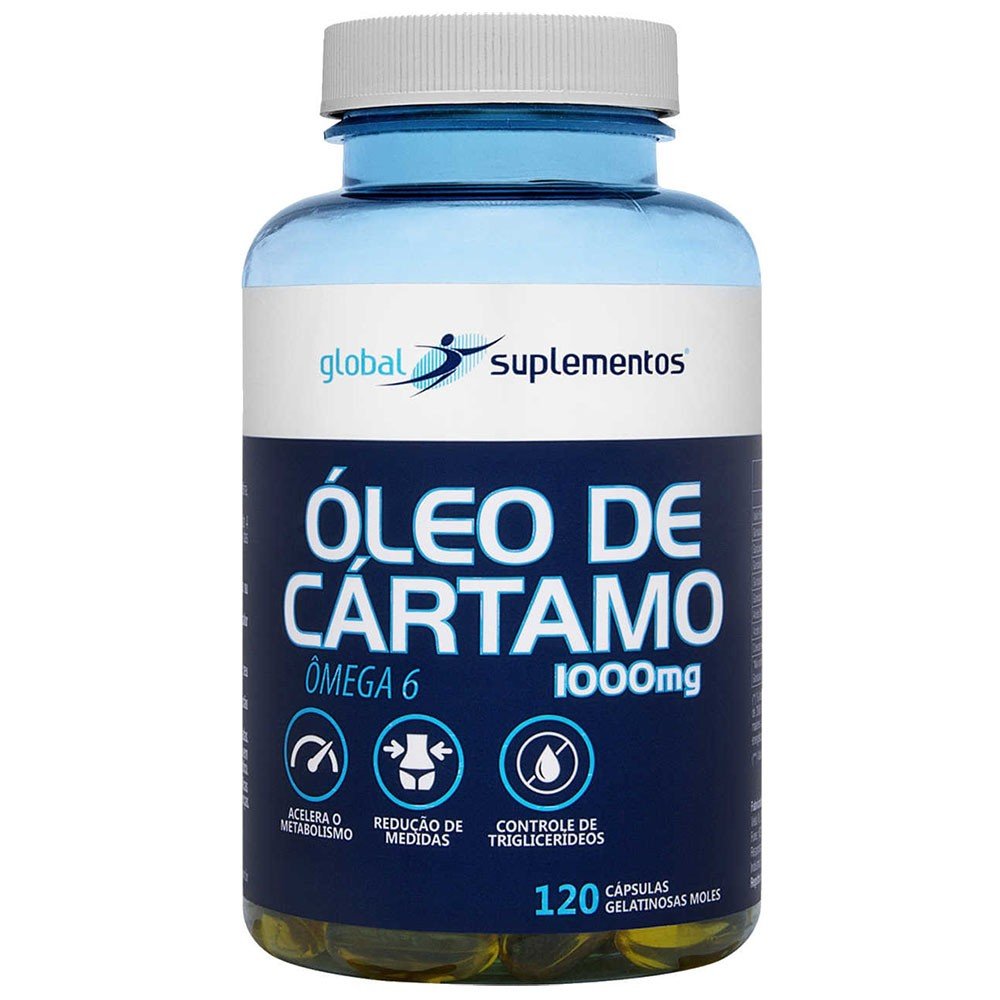 global suplementos®
ÓLEO DE
CÁRTAMO
ÔMEGA 6 1000mg
ACELERA O
METABOLISMO
REDUÇÃO DE
MEDIDAS
CONTROLE DE
TRIGLICERÍDEOS
120 CÁPSULAS
GELATINOSAS MOLES